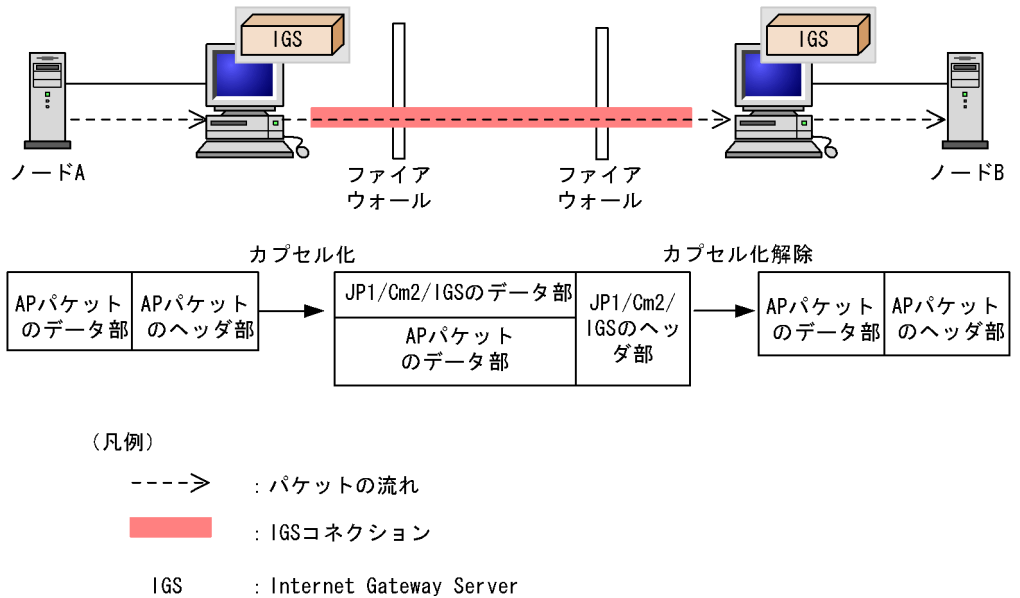 IGS
IGS
ノードA
ファイア
ウォール
ファイア
ウォール
ノードB
カプセル化
カプセル化解除
APパケット
のデータ部
APパケット
のヘッダ部
JP1/Cm2/IGSのデータ部
APパケット
のデータ部
JP1/Cm2/
IGSのヘッ
ダ部
APパケット
のデータ部
APパケット
のヘッダ部
(凡例)
:パケットの流れ
:IGSコネクション
IGS :Internet Gateway Server